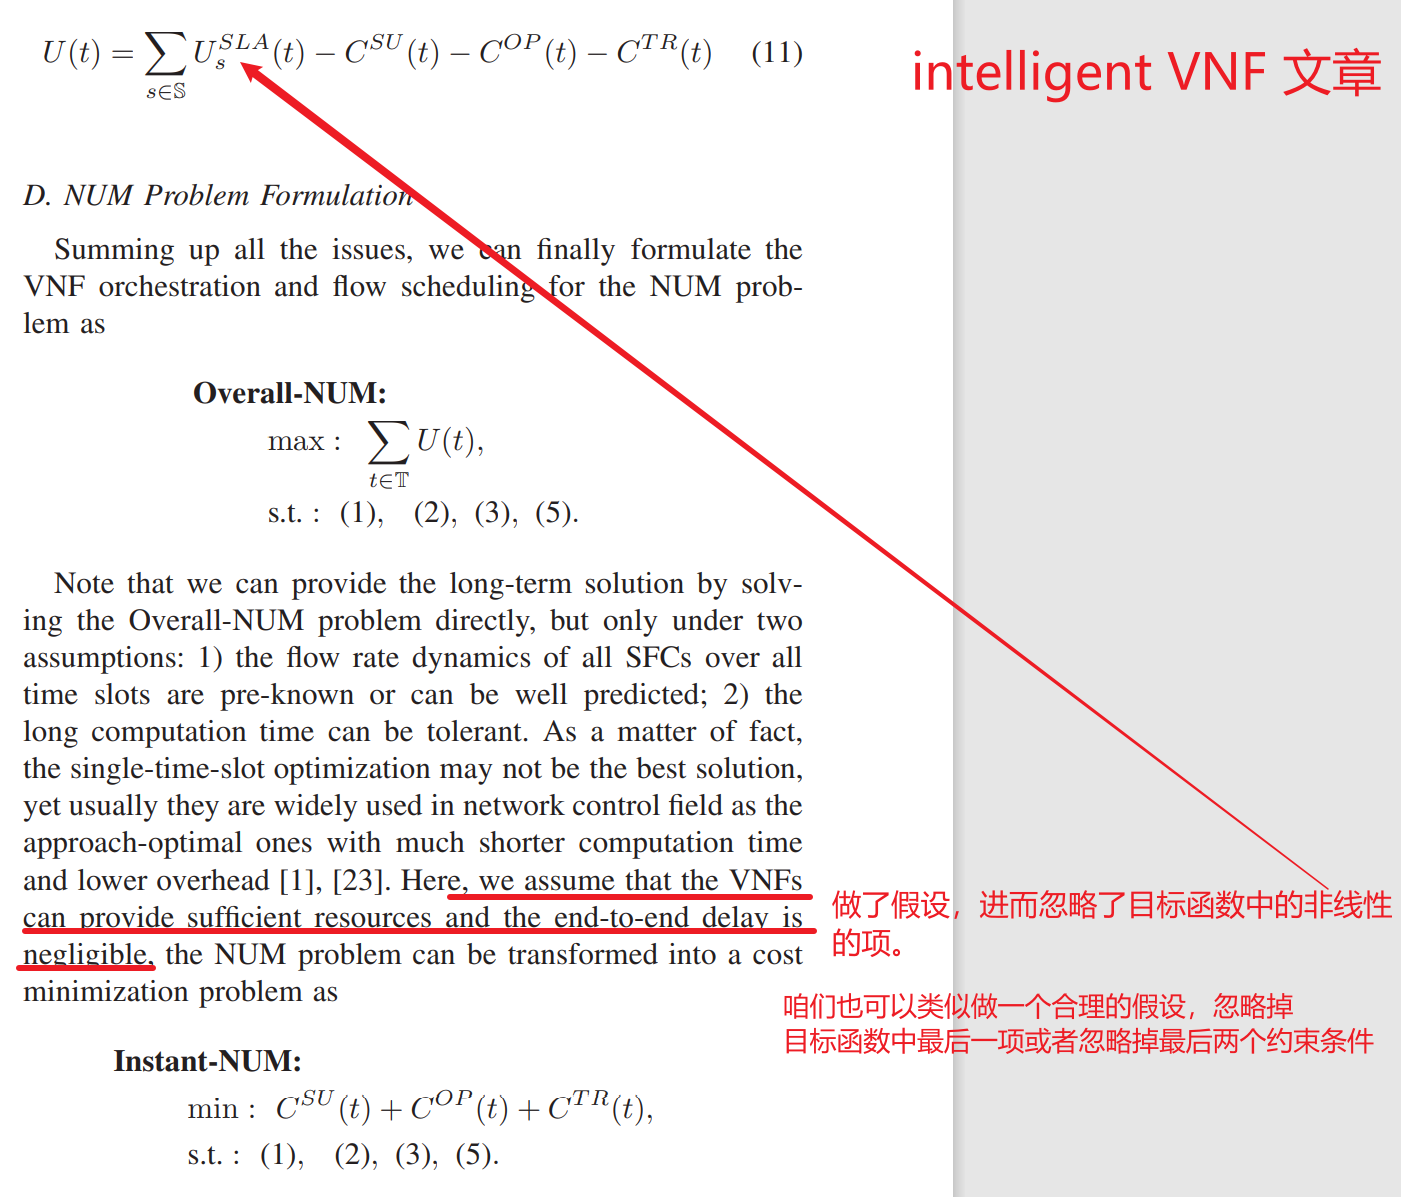 U(t) = ∑_{s∈𝕊} U_s^{SLA}(t) − C^{SU}(t) − C^{OP}(t) − C^{TR}(t) (11)
intelligent VNF 文章
D. NUM Problem Formulation
Summing up all the issues, we can finally formulate the
VNF orchestration and flow scheduling for the NUM prob-
lem as
Overall-NUM:
max : ∑_{t∈𝕋} U(t),
s.t. : (1), (2), (3), (5).
Note that we can provide the long-term solution by solv-
ing the Overall-NUM problem directly, but only under two
assumptions: 1) the flow rate dynamics of all SFCs over all
time slots are pre-known or can be well predicted; 2) the
long computation time can be tolerant. As a matter of fact,
the single-time-slot optimization may not be the best solution,
yet usually they are widely used in network control field as the
approach-optimal ones with much shorter computation time
and lower overhead [1], [23]. Here, we assume that the VNFs
can provide sufficient resources and the end-to-end delay is
negligible, the NUM problem can be transformed into a cost
minimization problem as
做了假设，进而忽略了目标函数中的非线性
的项。
咱们也可以类似做一个合理的假设，忽略掉
目标函数中最后一项或者忽略掉最后两个约束条件
Instant-NUM:
min : C^{SU}(t) + C^{OP}(t) + C^{TR}(t),
s.t. : (1), (2), (3), (5).